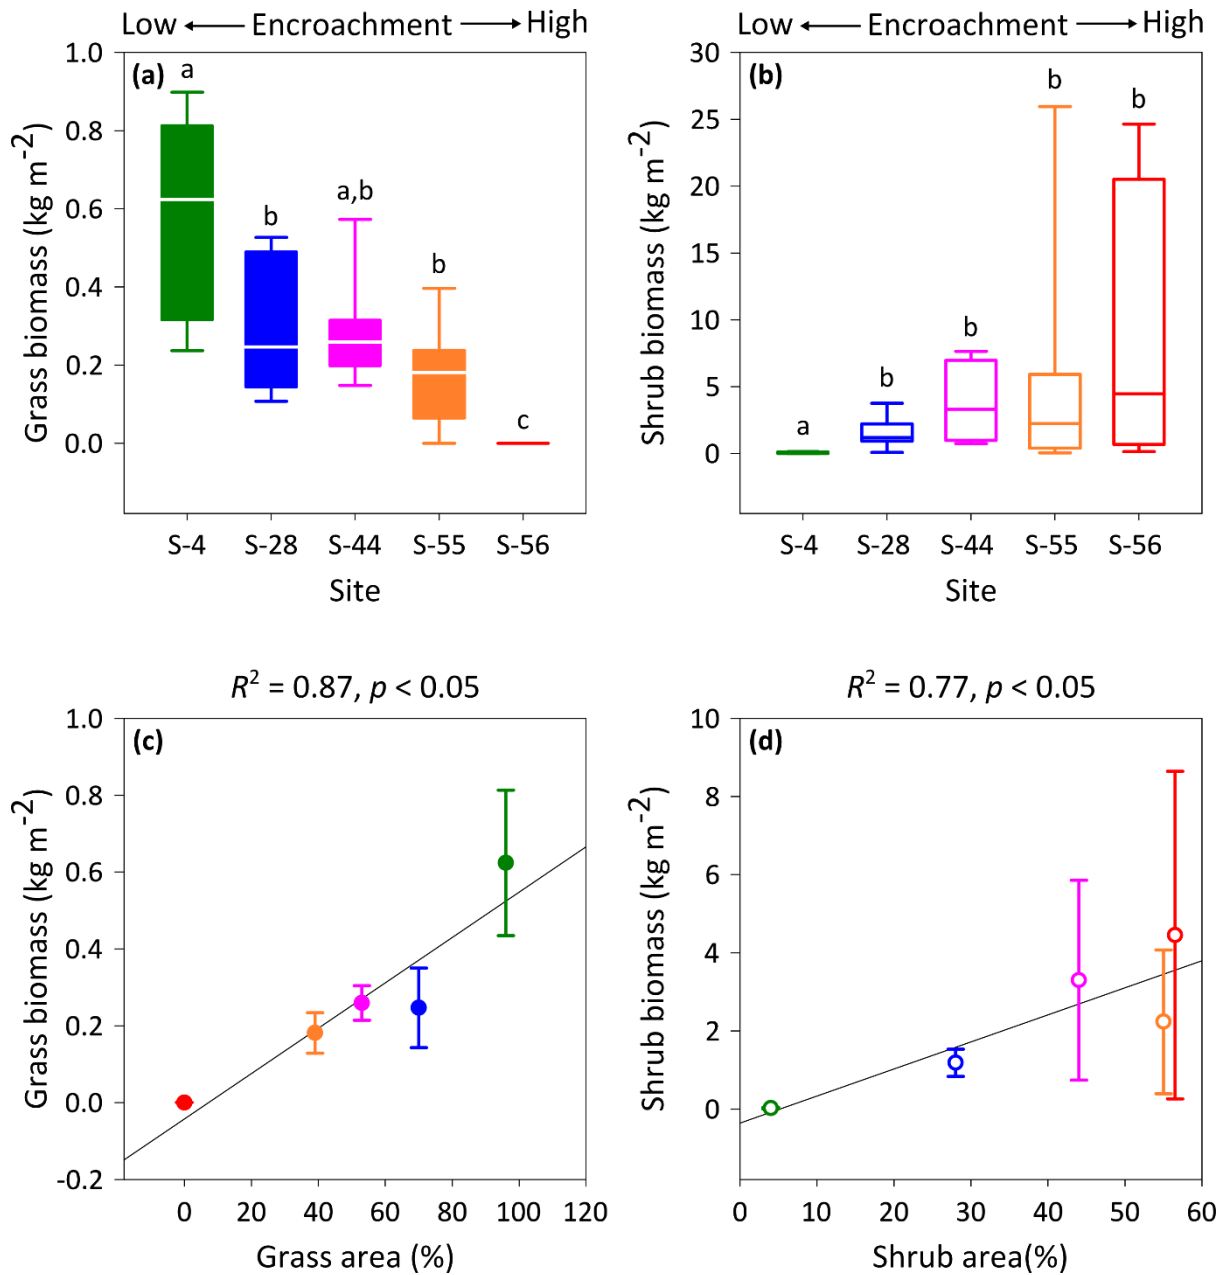 Low Encroachment High
(a)
1.0
0.8
0.6
0.4
0.2
0.0
Grass biomass (kg m⁻²)
a
b
a,b
b
c
S-4 S-28 S-44 S-55 S-56
Site
Low Encroachment High
(b)
30
25
20
15
10
5
0
Shrub biomass (kg m⁻²)
a
b
b
b
b
S-4 S-28 S-44 S-55 S-56
Site
R² = 0.87, p < 0.05
(c)
1.0
0.8
0.6
0.4
0.2
0.0
-0.2
Grass biomass (kg m⁻²)
0 20 40 60 80 100 120
Grass area (%)
R² = 0.77, p < 0.05
(d)
10
8
6
4
2
0
Shrub biomass (kg m⁻²)
0 10 20 30 40 50 60
Shrub area(%)